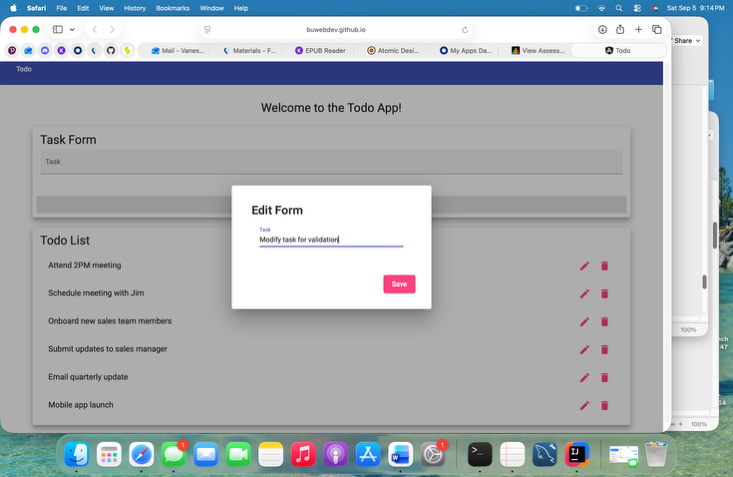 Safari File Edit View History Bookmarks Window Help
Sat Sep 5 9:14 PM
buwebdev.github.io
Share
Mail – Vanes...
Materials – F...
EPUB Reader
Atomic Desi...
My Apps Da...
View Assess...
Todo
Todo
Welcome to the Todo App!
Task Form
Task
Edit Form
Task
Modify task for validation
Save
Todo List
Attend 2PM meeting
Schedule meeting with Jim
Onboard new sales team members
Submit updates to sales manager
Email quarterly update
Mobile app launch
100%
100%
1
1